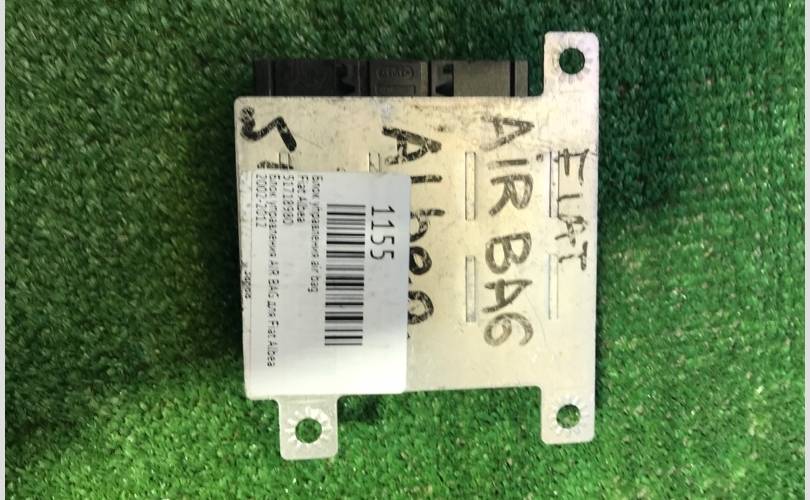 FIAT
AIR BAG
Albea
1155
Блок управления air bag
Fiat Albea
51718980
Блок управления AIR BAG для Fiat Albea
2002-2012